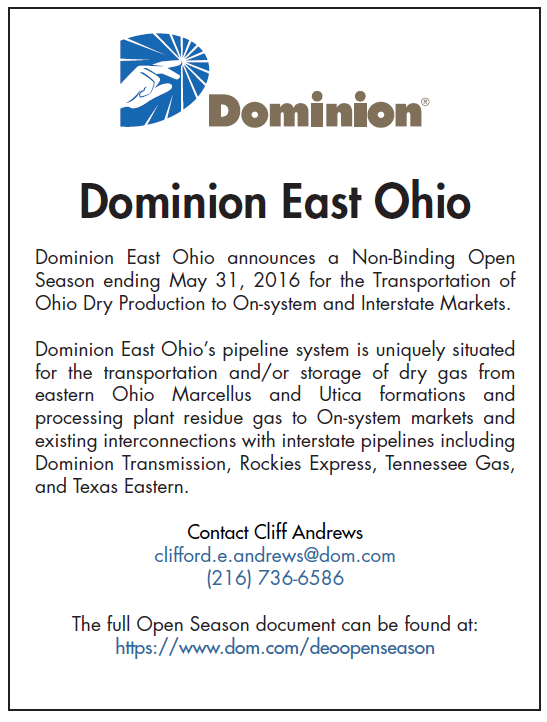 Dominion®
Dominion East Ohio
Dominion East Ohio announces a Non-Binding Open
Season ending May 31, 2016 for the Transportation of
Ohio Dry Production to On-system and Interstate Markets.
Dominion East Ohio's pipeline system is uniquely situated
for the transportation and/or storage of dry gas from
eastern Ohio Marcellus and Utica formations and
processing plant residue gas to On-system markets and
existing interconnections with interstate pipelines including
Dominion Transmission, Rockies Express, Tennessee Gas,
and Texas Eastern.
Contact Cliff Andrews
clifford.e.andrews@dom.com
(216) 736-6586
The full Open Season document can be found at:
https://www.dom.com/deoopenseason